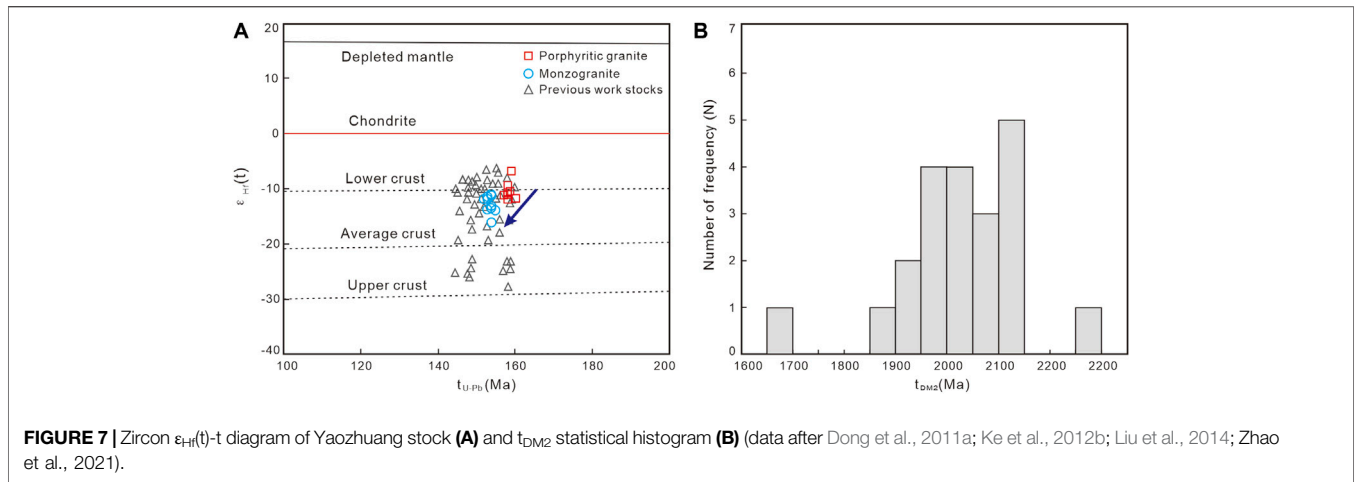 A
20
10
0
-10
-20
-30
-40
εHf(t)
Depleted mantle
Porphyritic granite
Monzogranite
Previous work stocks
Chondrite
Lower crust
Average crust
Upper crust
100 120 140 160 180 200
tU-Pb(Ma)
B
7
6
5
4
3
2
1
0
Number of frequency (N)
1600 1700 1800 1900 2000 2100 2200 2200
tDM2(Ma)
FIGURE 7 | Zircon εHf(t)-t diagram of Yaozhuang stock (A) and tDM2 statistical histogram (B) (data after Dong et al., 2011a; Ke et al., 2012b; Liu et al., 2014; Zhao
et al., 2021).